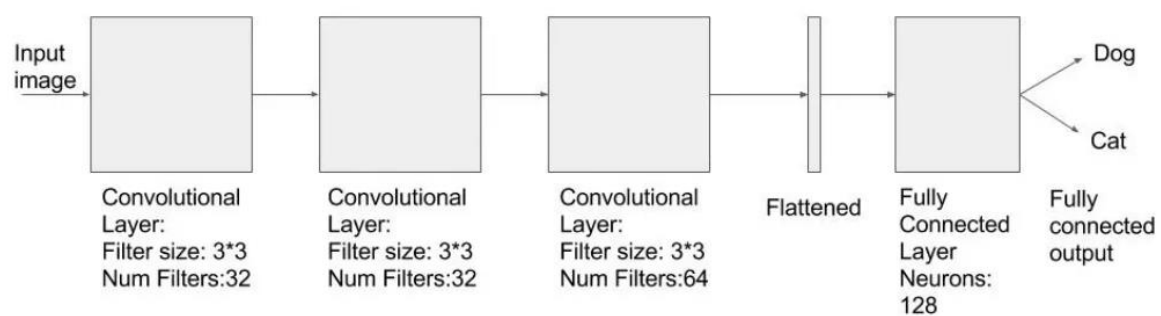 Input
image
Convolutional
Layer:
Filter size: 3*3
Num Filters:32
Convolutional
Layer:
Filter size: 3*3
Num Filters:32
Convolutional
Layer:
Filter size: 3*3
Num Filters:64
Flattened
Fully
Connected
Layer
Neurons:
128
Dog
Cat
Fully
connected
output